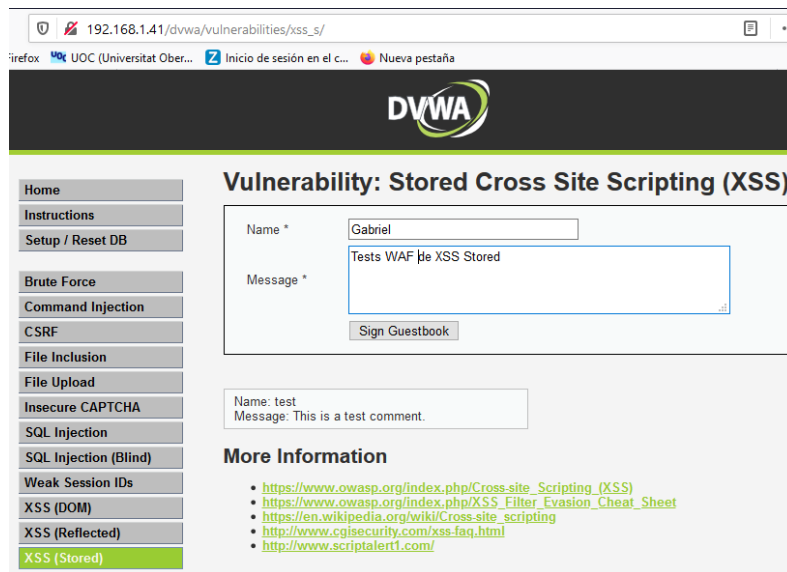 192.168.1.41/dvwa/vulnerabilities/xss_s/
irefox UOC (Universitat Ober... Z Inicio de sesión en el c... Nueva pestaña
DVWA
Home
Instructions
Setup / Reset DB
Brute Force
Command Injection
CSRF
File Inclusion
File Upload
Insecure CAPTCHA
SQL Injection
SQL Injection (Blind)
Weak Session IDs
XSS (DOM)
XSS (Reflected)
XSS (Stored)
Vulnerability: Stored Cross Site Scripting (XSS)
Name * Gabriel
Message * Tests WAF de XSS Stored
Sign Guestbook
Name: test
Message: This is a test comment.
More Information
https://www.owasp.org/index.php/Cross-site_Scripting_(XSS)
https://www.owasp.org/index.php/XSS_Filter_Evasion_Cheat_Sheet
https://en.wikipedia.org/wiki/Cross-site_scripting
http://www.cgisecurity.com/xss-faq.html
http://www.scriptalert1.com/